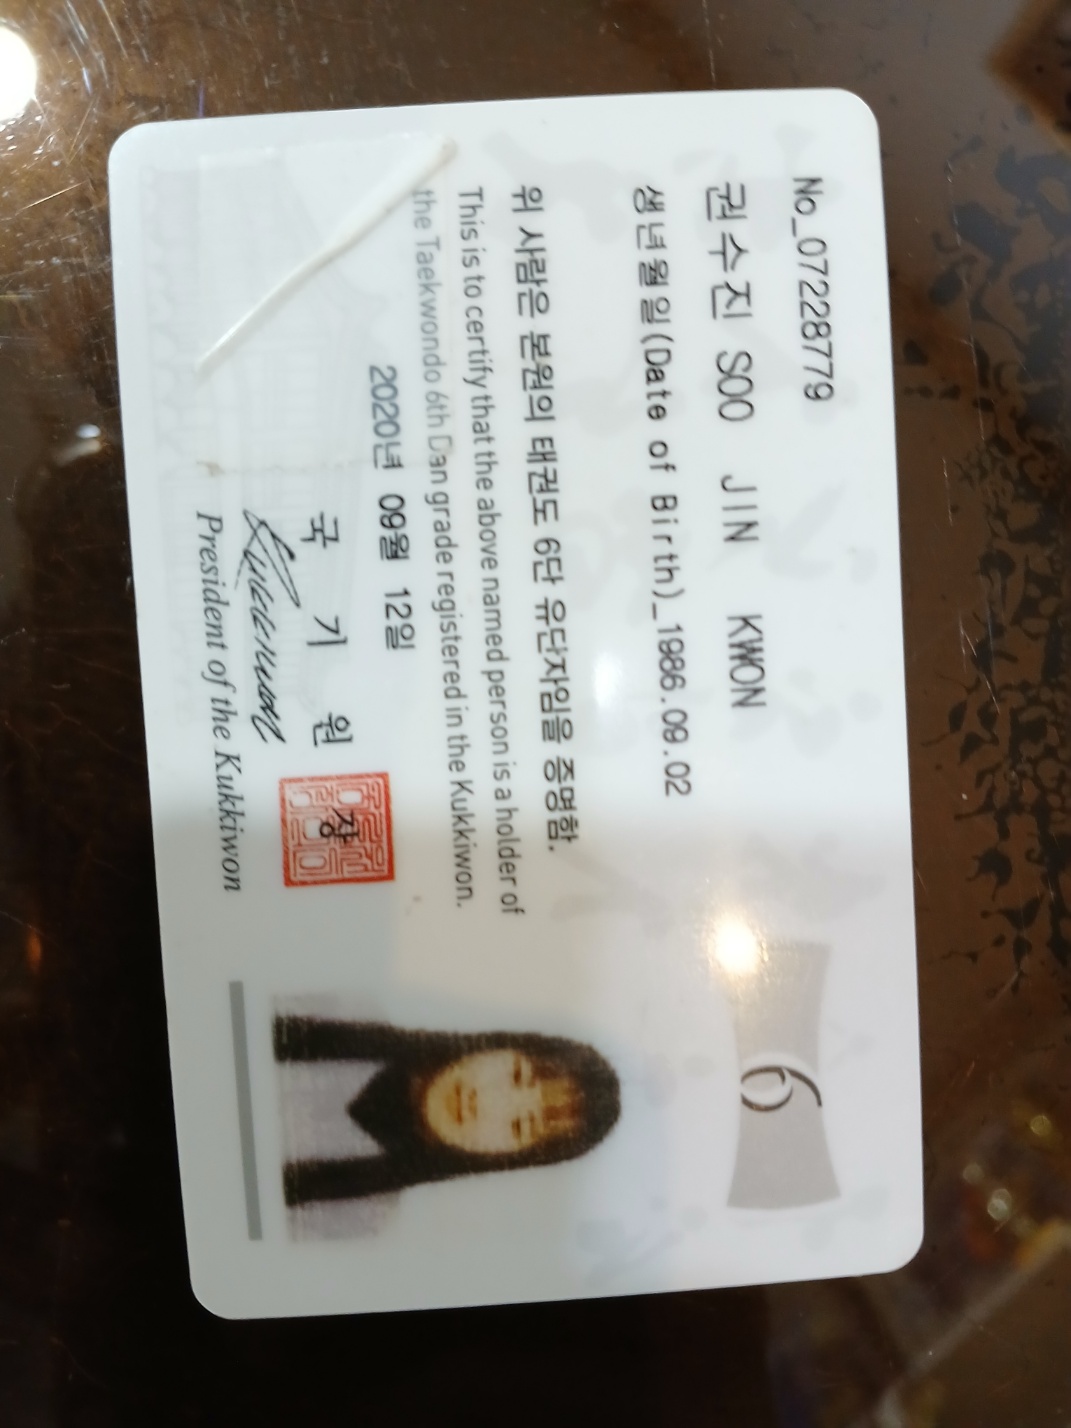 No_07228779
권수진 SOO JIN KWON
생년월일(Date of Birth)_1986.09.02
위 사람은 본원의 태권도 6단 유단자임을 증명함.
This is to certify that the above named person is a holder of
the Taekwondo 6th Dan grade registered in the Kukkiwon.
2020년 09월 12일
국 기 원 장
President of the Kukkiwon
6